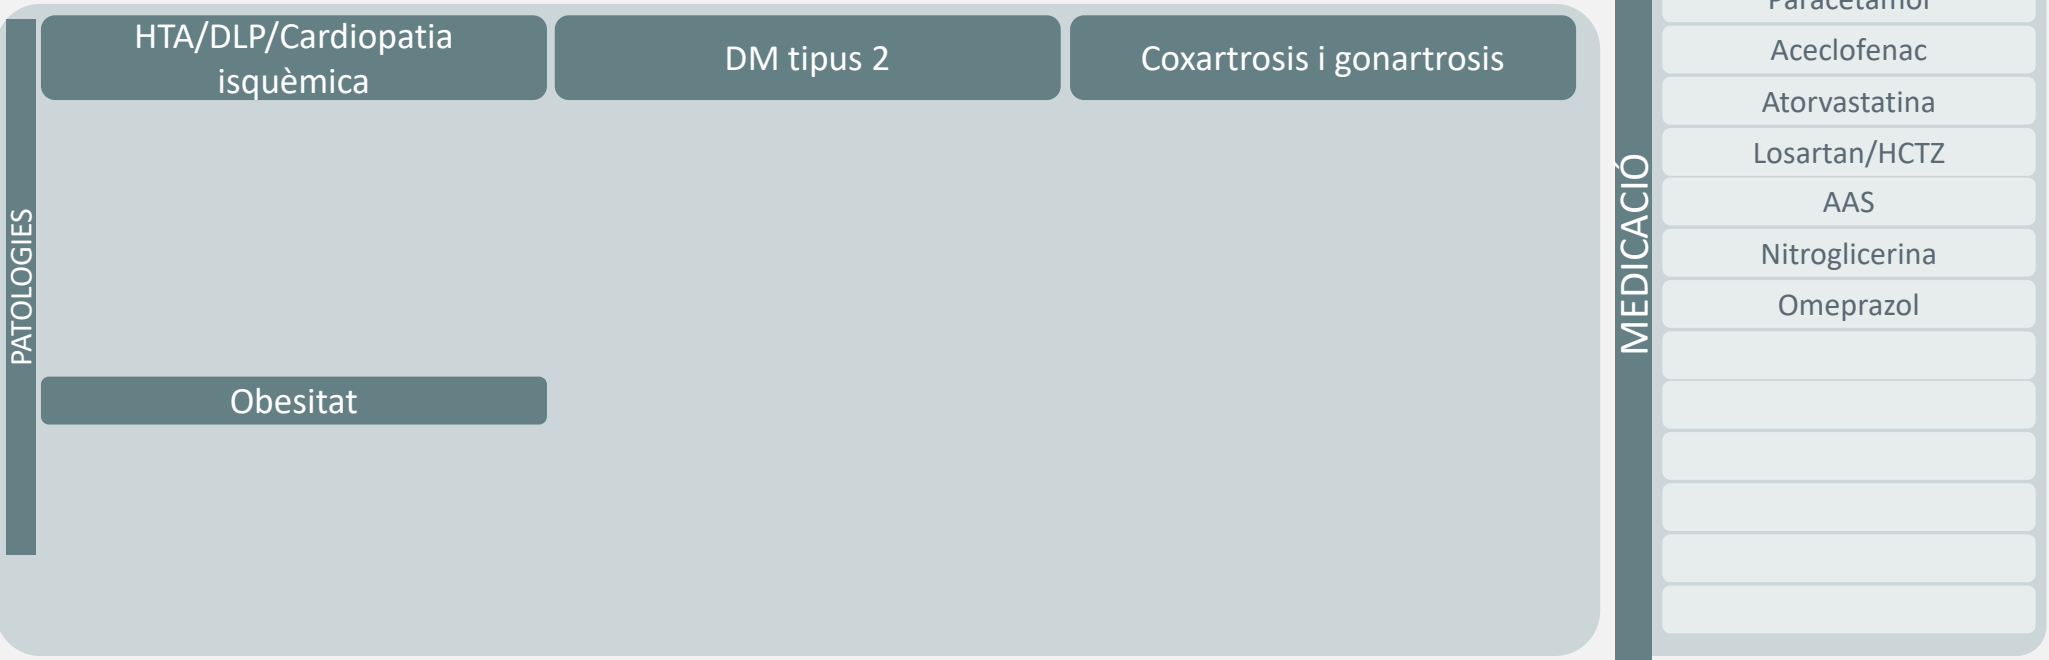 PATOLOGIES
HTA/DLP/Cardiopatia
isquèmica
DM tipus 2
Coxartrosis i gonartrosis
Obesitat
MEDICACIÓ
Paracetamol
Aceclofenac
Atorvastatina
Losartan/HCTZ
AAS
Nitroglicerina
Omeprazol